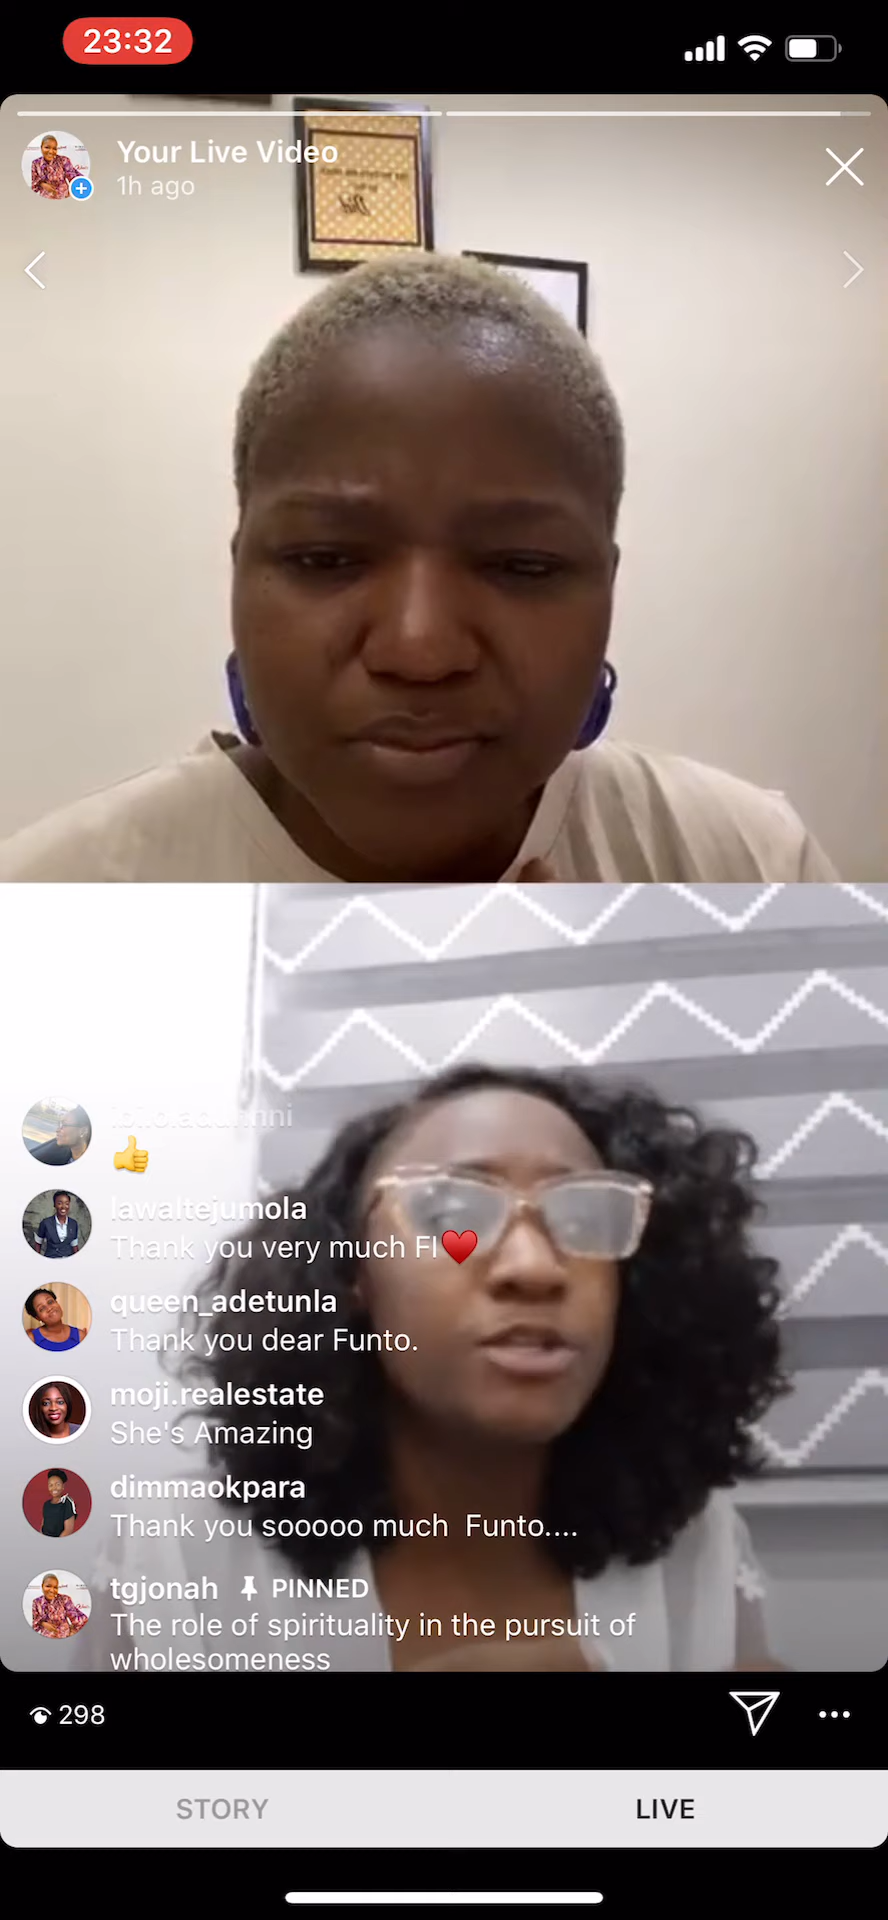 23:32
Your Live Video
1h ago
👍
lawaltejumola
Thank you very much FI❤️
queen_adetunla
Thank you dear Funto.
moji.realestate
She's Amazing
dimmaokpara
Thank you sooooo much Funto....
tgjonah PINNED
The role of spirituality in the pursuit of
wholesomeness
298
STORY
LIVE